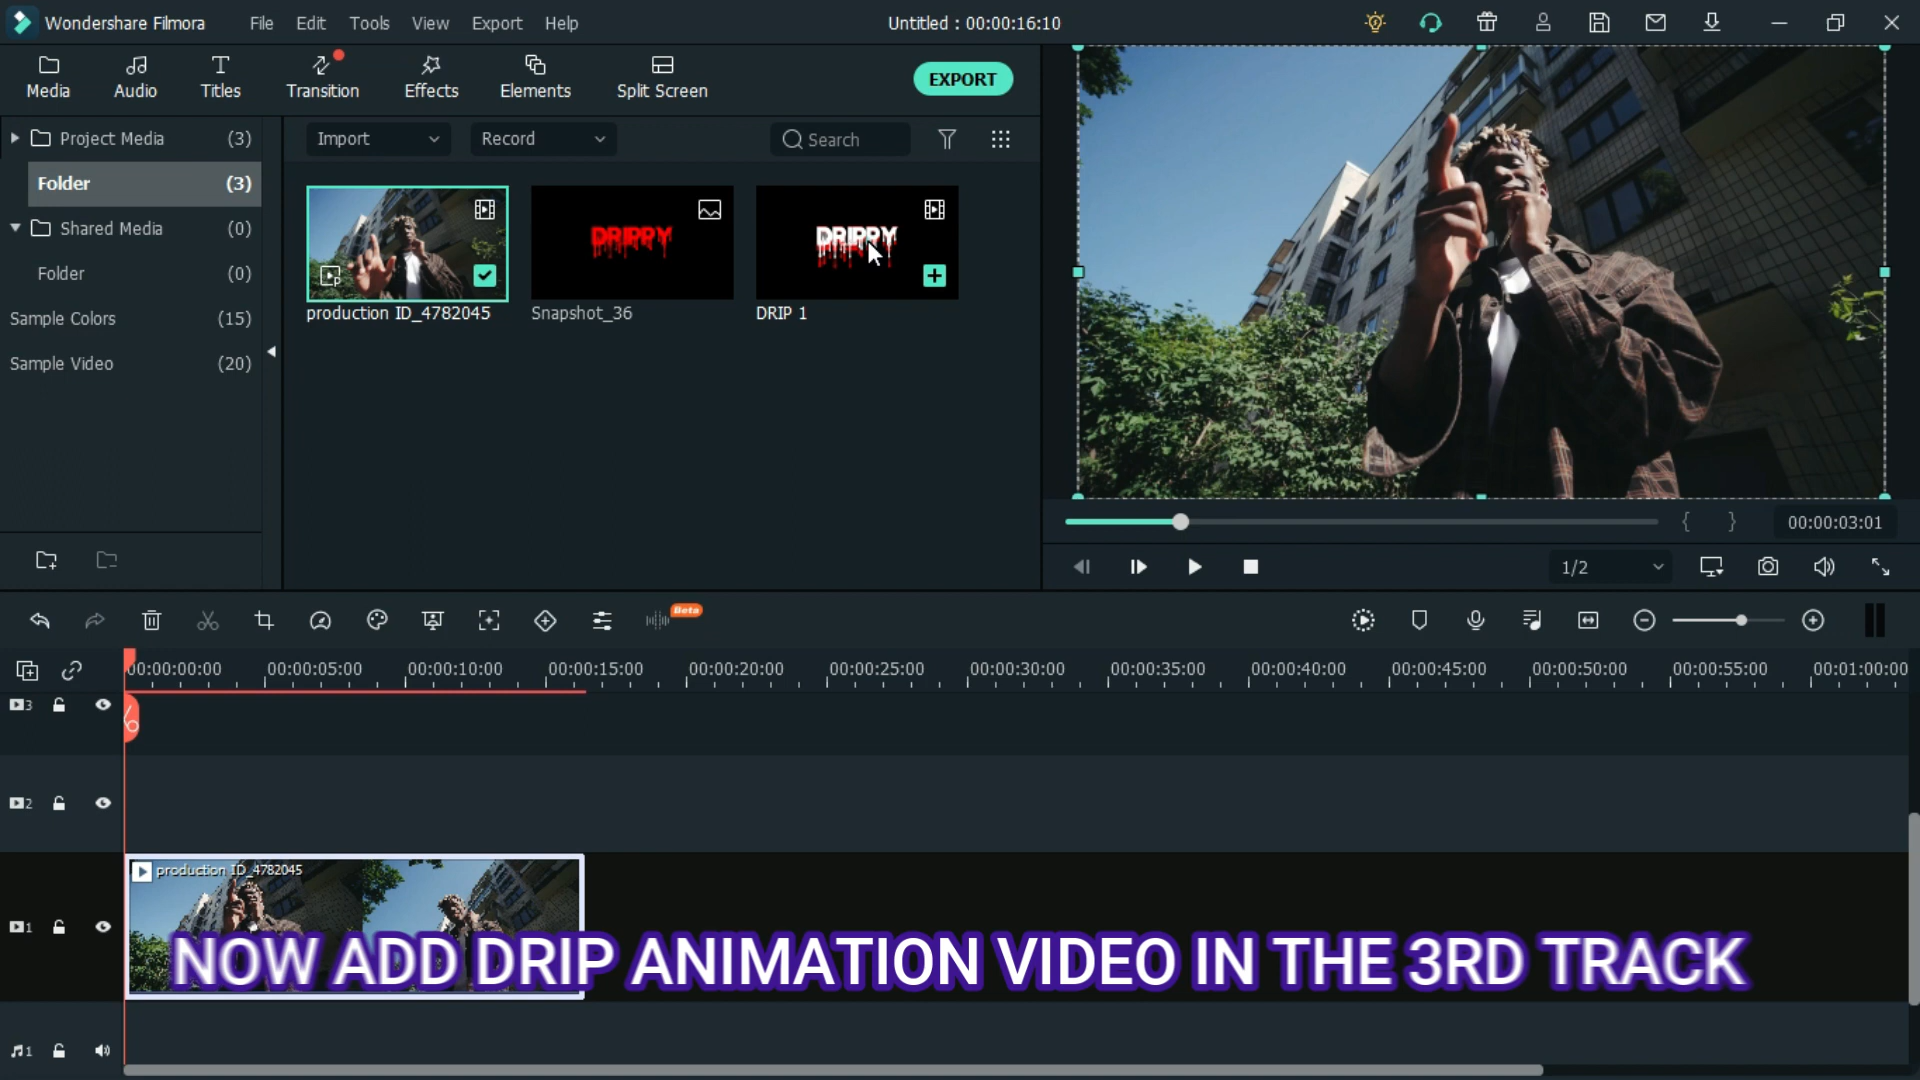 Wondershare Filmora
File Edit Tools View Export Help
Untitled : 00:00:16:10
Media Audio Titles Transition Effects Elements Split Screen
EXPORT
Project Media (3)
Folder (3)
Shared Media (0)
Folder (0)
Sample Colors (15)
Sample Video (20)
Import Record Search
DRIPPY
DRIPPY
production ID_4782045 Snapshot_36 DRIP 1
00:00:03:01
1/2
Beta
00:00:00:00 00:00:05:00 00:00:10:00 00:00:15:00 00:00:20:00 00:00:25:00 00:00:30:00 00:00:35:00 00:00:40:00 00:00:45:00 00:00:50:00 00:00:55:00 00:01:00:00
3
2
production ID_4782045
1
NOW ADD DRIP ANIMATION VIDEO IN THE 3RD TRACK
1